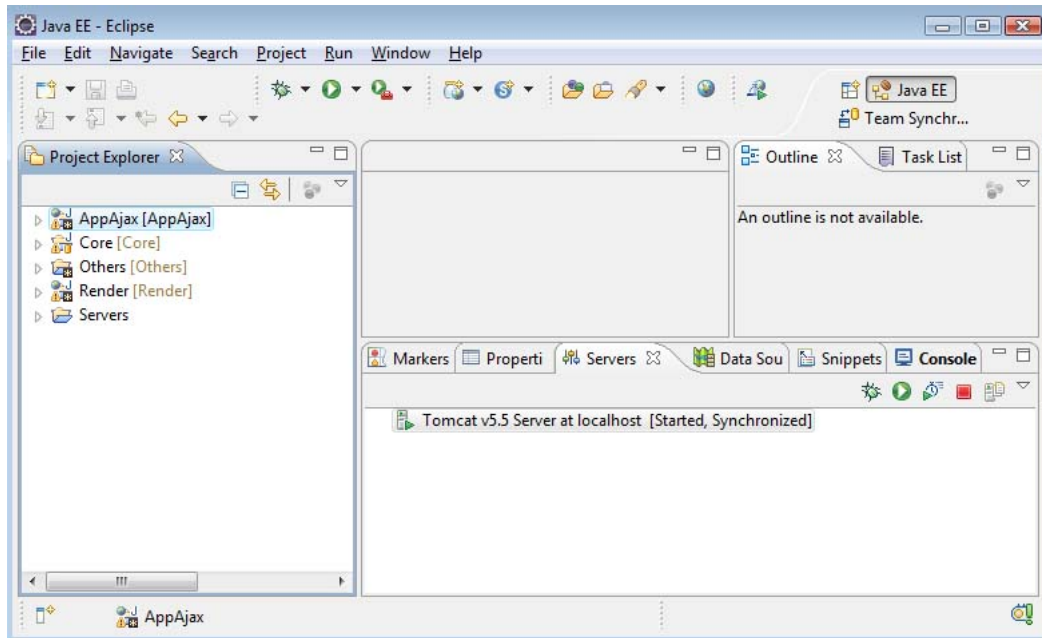 Java EE - Eclipse
File Edit Navigate Search Project Run Window Help
Java EE
Team Synchr...
Project Explorer
Outline
Task List
AppAjax [AppAjax]
Core [Core]
Others [Others]
Render [Render]
Servers
An outline is not available.
Markers
Properti
Servers
Data Sou
Snippets
Console
Tomcat v5.5 Server at localhost [Started, Synchronized]
AppAjax